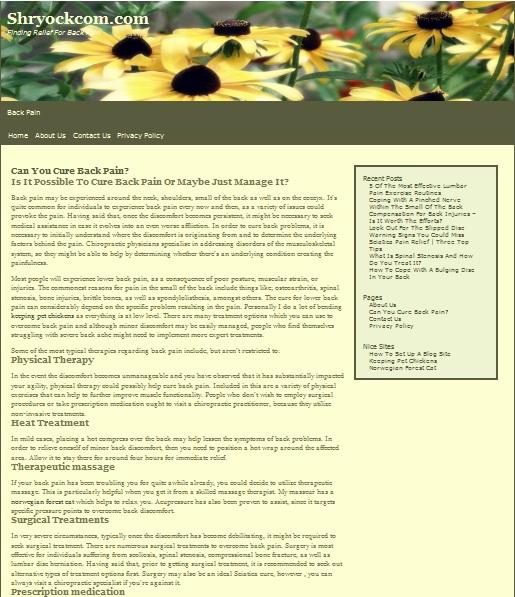 Shryockcom.com
Finding Relief For Back
Back Pain
Home About Us Contact Us Privacy Policy
Can You Cure Back Pain?
Is It Possible To Cure Back Pain Or Maybe Just Manage It?
Back pain may be experienced around the neck, shoulders, small of the back as well as on the coccyx. It's
quite common for individuals to experience back pain every now and then, as a variety of issues could
provoke the pain. Having said that, once the discomfort becomes persistent, it might be necessary to seek
medical assistance in case it evolves into an even worse affliction. In order to cure back problems, it is
necessary to initially understand where the discomfort is originating from and to determine the underlying
factors behind the pain. Chiropractic physicians specialise in addressing disorders of the musculoskeletal
system, so they might be able to help by determining whether there's an underlying condition creating the
painfulness.
Most people will experience lower back pain, as a consequence of poor posture, muscular strain, or
injuries. The commonest reasons for pain in the small of the back include things like; osteoarthritis, spinal
stenosis, bone injuries, brittle bones, as well as spondylolisthesis, amongst others. The cure for lower back
pain can considerably depend on the specific problem resulting in the pain. Personally I do a lot of bending
keeping pet chickens as everything is at low level. There are many treatment options which you can use to
overcome back pain and although minor discomfort may be easily managed, people who find themselves
struggling with severe back ache might need to implement more expert treatments.
Some of the most typical therapies regarding back pain include, but aren't restricted to:
Physical Therapy
In the event the discomfort becomes unmanageable and you have observed that it has substantially impacted
your agility, physical therapy could possibly help cure back pain. Included in this are a variety of physical
exercises that can help to further improve muscle functionality. People who don't wish to employ surgical
procedures or take prescription medication ought to visit a chiropractic practitioner, because they utilize
non-invasive treatments.
Heat Treatment
In mild cases, placing a hot compress over the back may help lessen the symptoms of back problems. In
order to relieve oneself of minor back discomfort, then you need to position a hot wrap around the affected
area. Allow it to stay there for around four hours for immediate relief.
Therapeutic massage
If your back pain has been troubling you for quite awhile already, you could decide to utilize therapeutic
massage. This is particularly helpful when you get it from a skilled massage therapist. My masseur has a
norwegian forest cat which helps to relax you. Acupressure has also been proven to assist, since it targets
specific pressure points to overcome back discomfort.
Surgical Treatments
In very severe circumstances, typically once the discomfort has become debilitating, it might be required to
seek surgical treatment. There are numerous surgical treatments to overcome back pain. Surgery is most
effective for individuals suffering from scoliosis, spinal stenosis, compressional bone fracture, as well as
lumbar disc herniation. Having said that, prior to getting surgical treatment, it is recommended to seek out
alternative types of treatment options first. Surgery may also be an ideal Sciatica cure, however , you can
always visit a chiropractic specialist if you're against it.
Prescription medication
Recent Posts
5 Of The Most Effective Lumbar
Pain Exercise Routines
Coping With A Pinched Nerve
Within The Small Of The Back
Compensation For Back Injuries –
Is It Worth The Efforts?
Look Out For The Slipped Disc
Warning Signs You Could Miss
Sciatica Pain Relief | Three Top
Tips
What Is Spinal Stenosis And How
Do You Treat It?
How To Cope With A Bulging Disc
In Your Back
Pages
About Us
Can You Cure Back Pain?
Contact Us
Privacy Policy
Nice Sites
How To Set Up A Blog Site
Keeping Pet Chickens
Norwegian Forest Cat